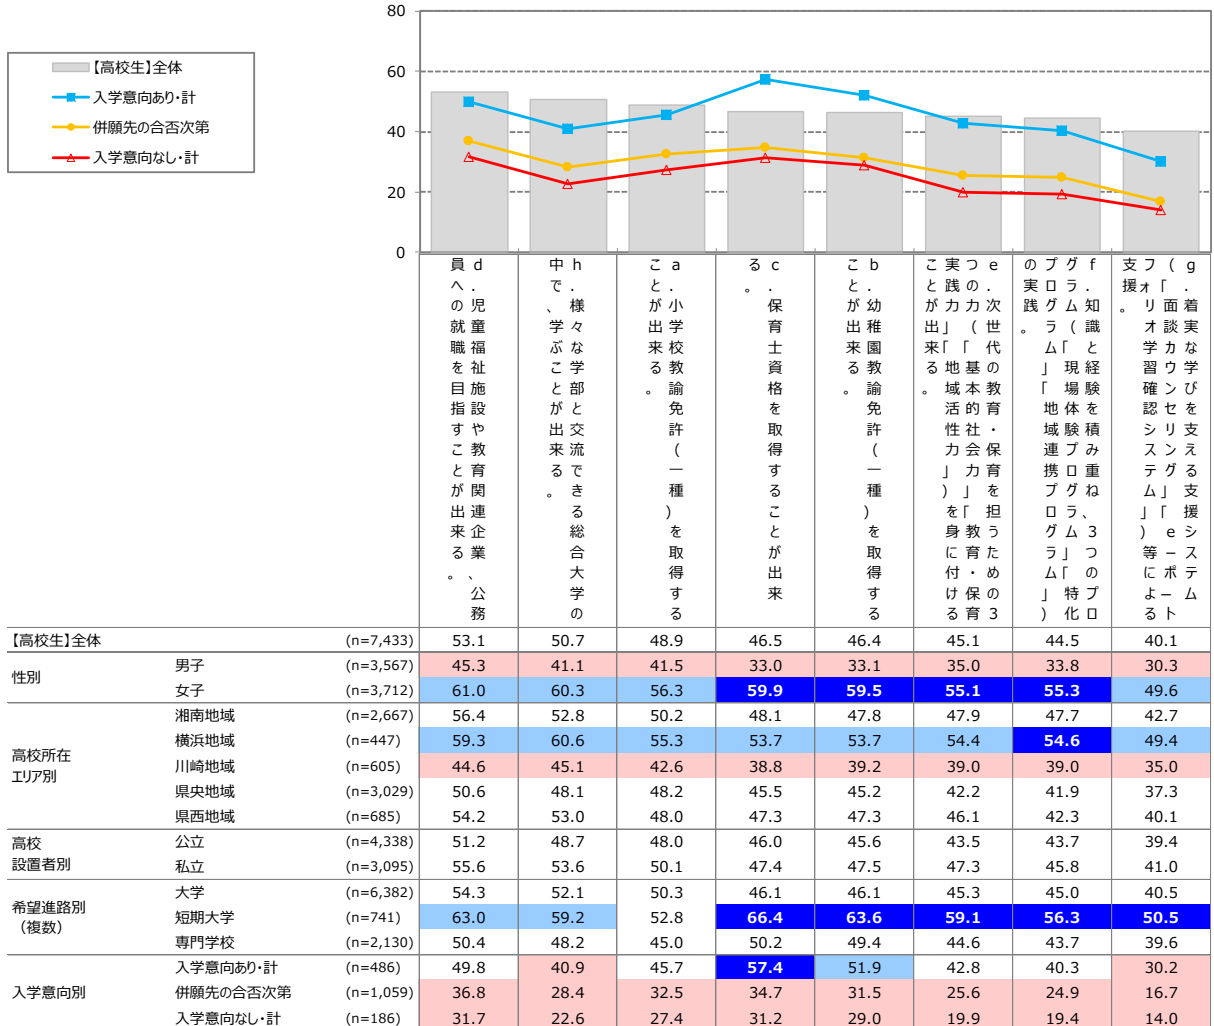 80
60
40
20
0
【高校生】全体
入学意向あり・計
併願先の合否次第
入学意向なし・計
d.児童福祉施設や教育関連企業、公務
員への就職を目指すことが出来る。
h.様々な学部と交流できる総合大学の
中で、学ぶことが出来る。
a.小学校教諭免許(一種)を取得する
ことが出来る。
c.保育士資格を取得することが出来
る。
b.幼稚園教諭免許(一種)を取得する
ことが出来る。
e.次世代の教育・保育を担うための3
つの力(「基本的社会力」「教育・保育
実践力」「地域活性力」)を身に付ける
ことが出来る。
f.知識と経験を積み重ね、3つのプロ
グラム(「現場体験プログラム」「特化
プログラム」「地域連携プログラム」)
の実践。
g.着実な学びを支える支援システム
(「面談カウンセリング」「eーポート
フォリオ学習確認システム」)等による
支援。
【高校生】全体 (n=7,433) 53.1 50.7 48.9 46.5 46.4 45.1 44.5 40.1
性別
男子 (n=3,567) 45.3 41.1 41.5 33.0 33.1 35.0 33.8 30.3
女子 (n=3,712) 61.0 60.3 56.3 59.9 59.5 55.1 55.3 49.6
高校所在
エリア別
湘南地域 (n=2,667) 56.4 52.8 50.2 48.1 47.8 47.9 47.7 42.7
横浜地域 (n=447) 59.3 60.6 55.3 53.7 53.7 54.4 54.6 49.4
川崎地域 (n=605) 44.6 45.1 42.6 38.8 39.2 39.0 39.0 35.0
県央地域 (n=3,029) 50.6 48.1 48.2 45.5 45.2 42.2 41.9 37.3
県西地域 (n=685) 54.2 53.0 48.0 47.3 47.3 46.1 42.3 40.1
高校
設置者別
公立 (n=4,338) 51.2 48.7 48.0 46.0 45.6 43.5 43.7 39.4
私立 (n=3,095) 55.6 53.6 50.1 47.4 47.5 47.3 45.8 41.0
希望進路別
(複数)
大学 (n=6,382) 54.3 52.1 50.3 46.1 46.1 45.3 45.0 40.5
短期大学 (n=741) 63.0 59.2 52.8 66.4 63.6 59.1 56.3 50.5
専門学校 (n=2,130) 50.4 48.2 45.0 50.2 49.4 44.6 43.7 39.6
入学意向別
入学意向あり・計 (n=486) 49.8 40.9 45.7 57.4 51.9 42.8 40.3 30.2
併願先の合否次第 (n=1,059) 36.8 28.4 32.5 34.7 31.5 25.6 24.9 16.7
入学意向なし・計 (n=186) 31.7 22.6 27.4 31.2 29.0 19.9 19.4 14.0